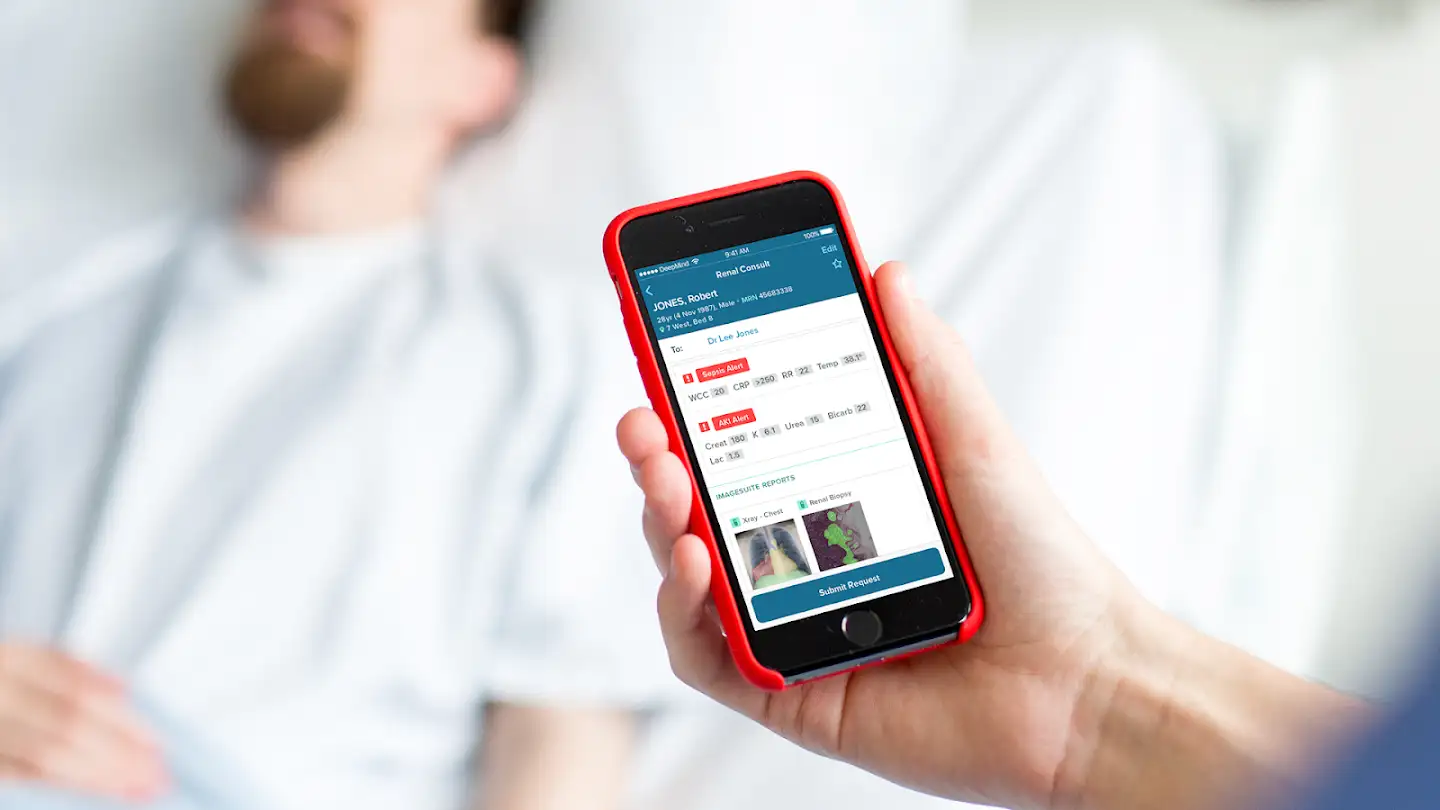 DeepMind 9:41 AM 100%
Renal Consult Edit
JONES, Robert
28yr (4 Nov 1987), Male · MRN 45683338
7 West, Bed 8
To: Dr Lee Jones
Sepsis Alert
WCC 20 CRP >250 RR 22 Temp 38.1°
AKI Alert
Creat 180 K 6.1 Urea 15 Bicarb 22
Lac 1.5
IMAGESUITE REPORTS
Xray - Chest Renal Biopsy
Submit Request